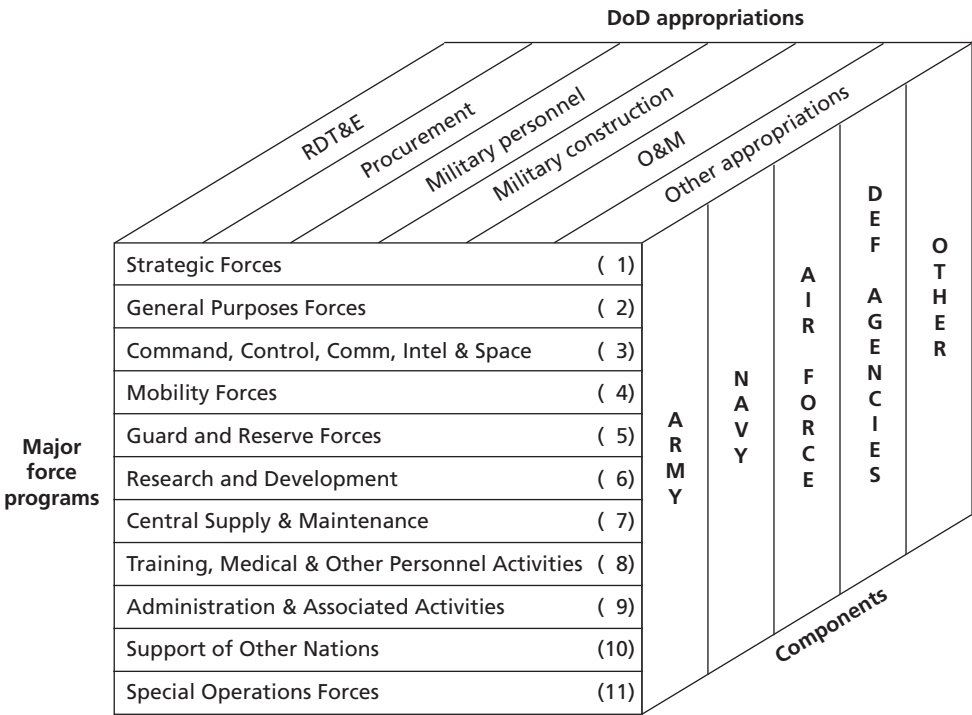 DoD appropriations
RDT&E
Procurement
Military personnel
Military construction
O&M
Other appropriations
Major
force
programs
Strategic Forces ( 1)
General Purposes Forces ( 2)
Command, Control, Comm, Intel & Space ( 3)
Mobility Forces ( 4)
Guard and Reserve Forces ( 5)
Research and Development ( 6)
Central Supply & Maintenance ( 7)
Training, Medical & Other Personnel Activities ( 8)
Administration & Associated Activities ( 9)
Support of Other Nations (10)
Special Operations Forces (11)
ARMY
NAVY
AIR FORCE
DEF AGENCIES
OTHER
Components